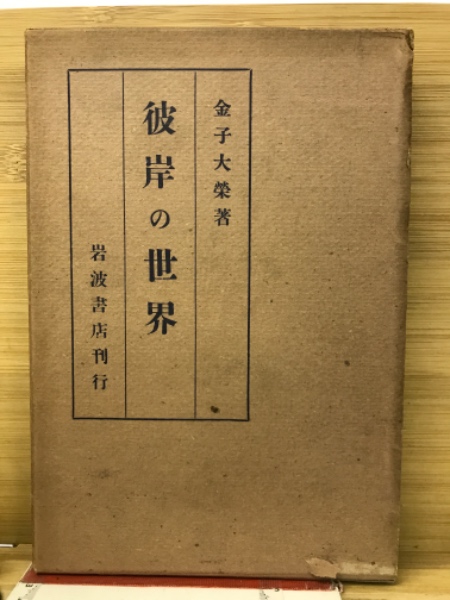 金子大榮著
彼岸の世界
岩波書店刊行